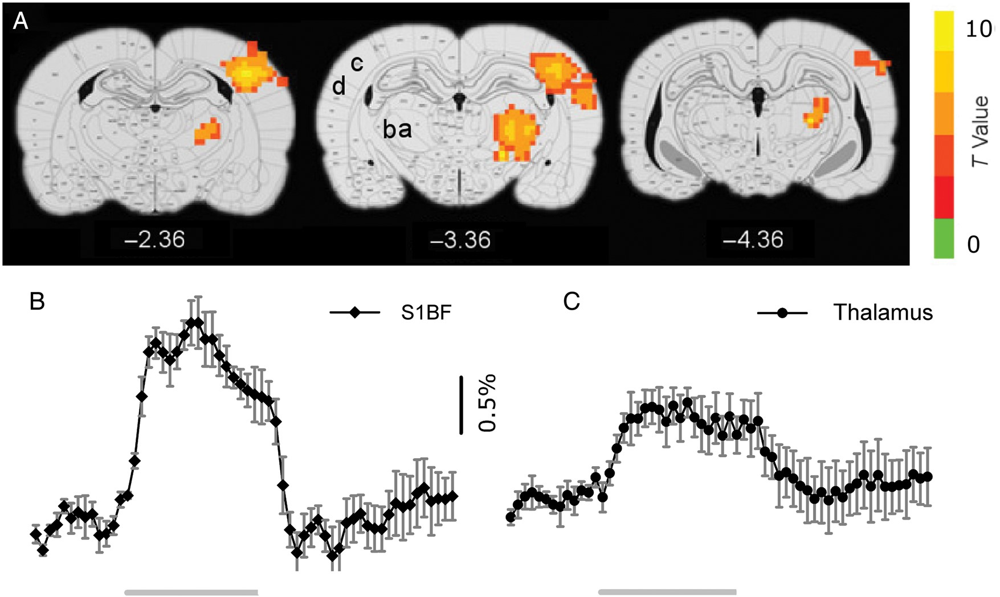 A
c
d
ba
–2.36
–3.36
–4.36
10
T Value
0
B
S1BF
0.5%
C
Thalamus